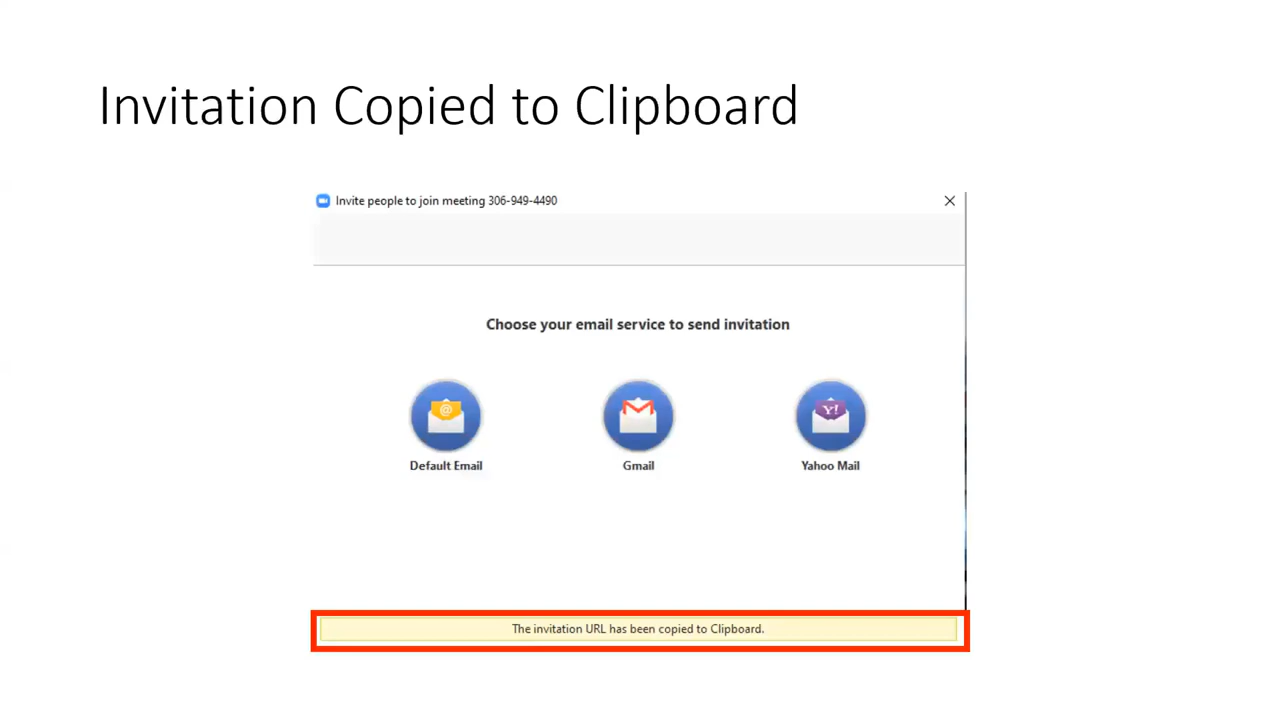 Invitation Copied to Clipboard
Invite people to join meeting 306-949-4490
Choose your email service to send invitation
@
Y!
Default Email
Gmail
Yahoo Mail
The invitation URL has been copied to Clipboard.